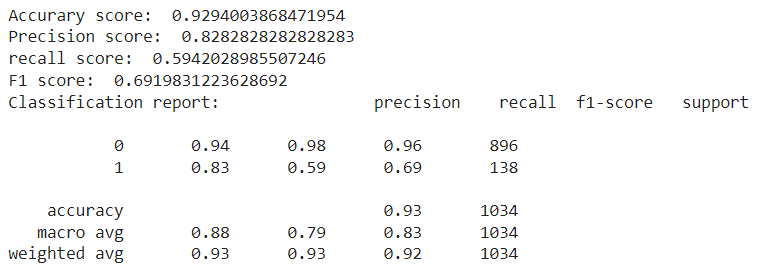 Accurary score:  0.9294003868471954
Precision score:  0.8282828282828283
recall score:  0.5942028985507246
F1 score:  0.6919831223628692
Classification report:               precision    recall  f1-score   support
0       0.94      0.98      0.96       896
1       0.83      0.59      0.69       138
accuracy                           0.93      1034
macro avg       0.88      0.79      0.83      1034
weighted avg       0.93      0.93      0.92      1034